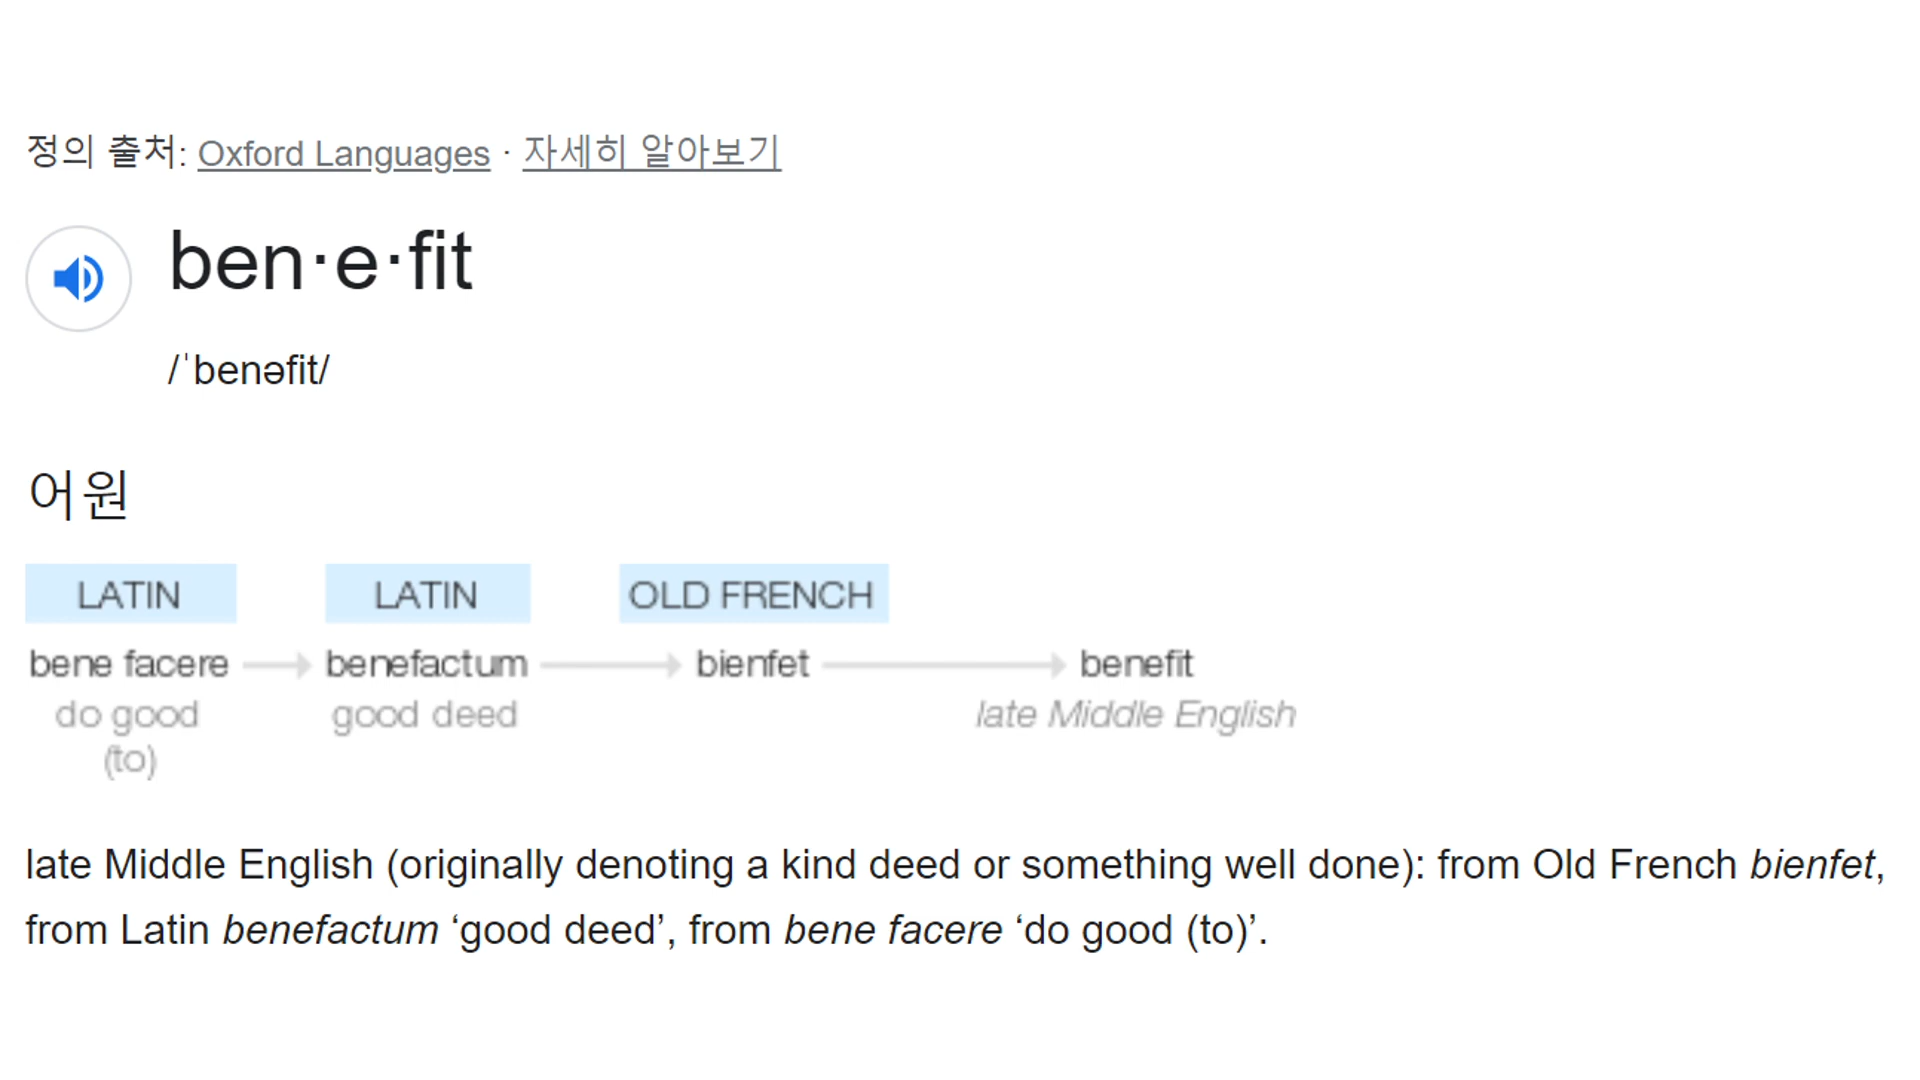 정의 출처: Oxford Languages · 자세히 알아보기
ben·e·fit
/ˈbenəfit/
어원
LATIN LATIN OLD FRENCH
bene facere benefactum bienfet benefit
do good good deed late Middle English
(to)
late Middle English (originally denoting a kind deed or something well done): from Old French bienfet,
from Latin benefactum ‘good deed’, from bene facere ‘do good (to)’.